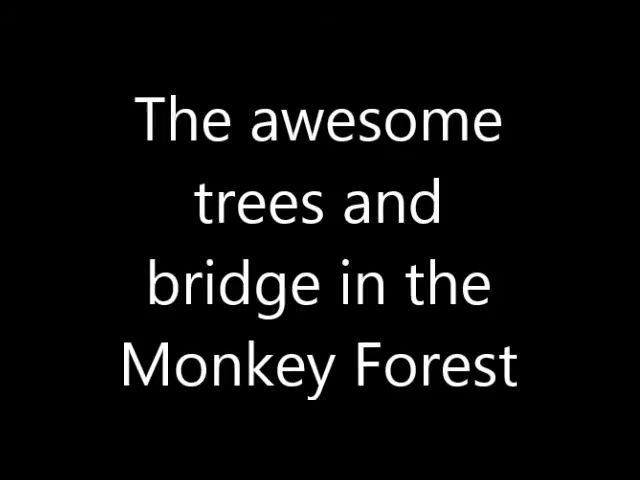 The awesome
trees and
bridge in the
Monkey Forest